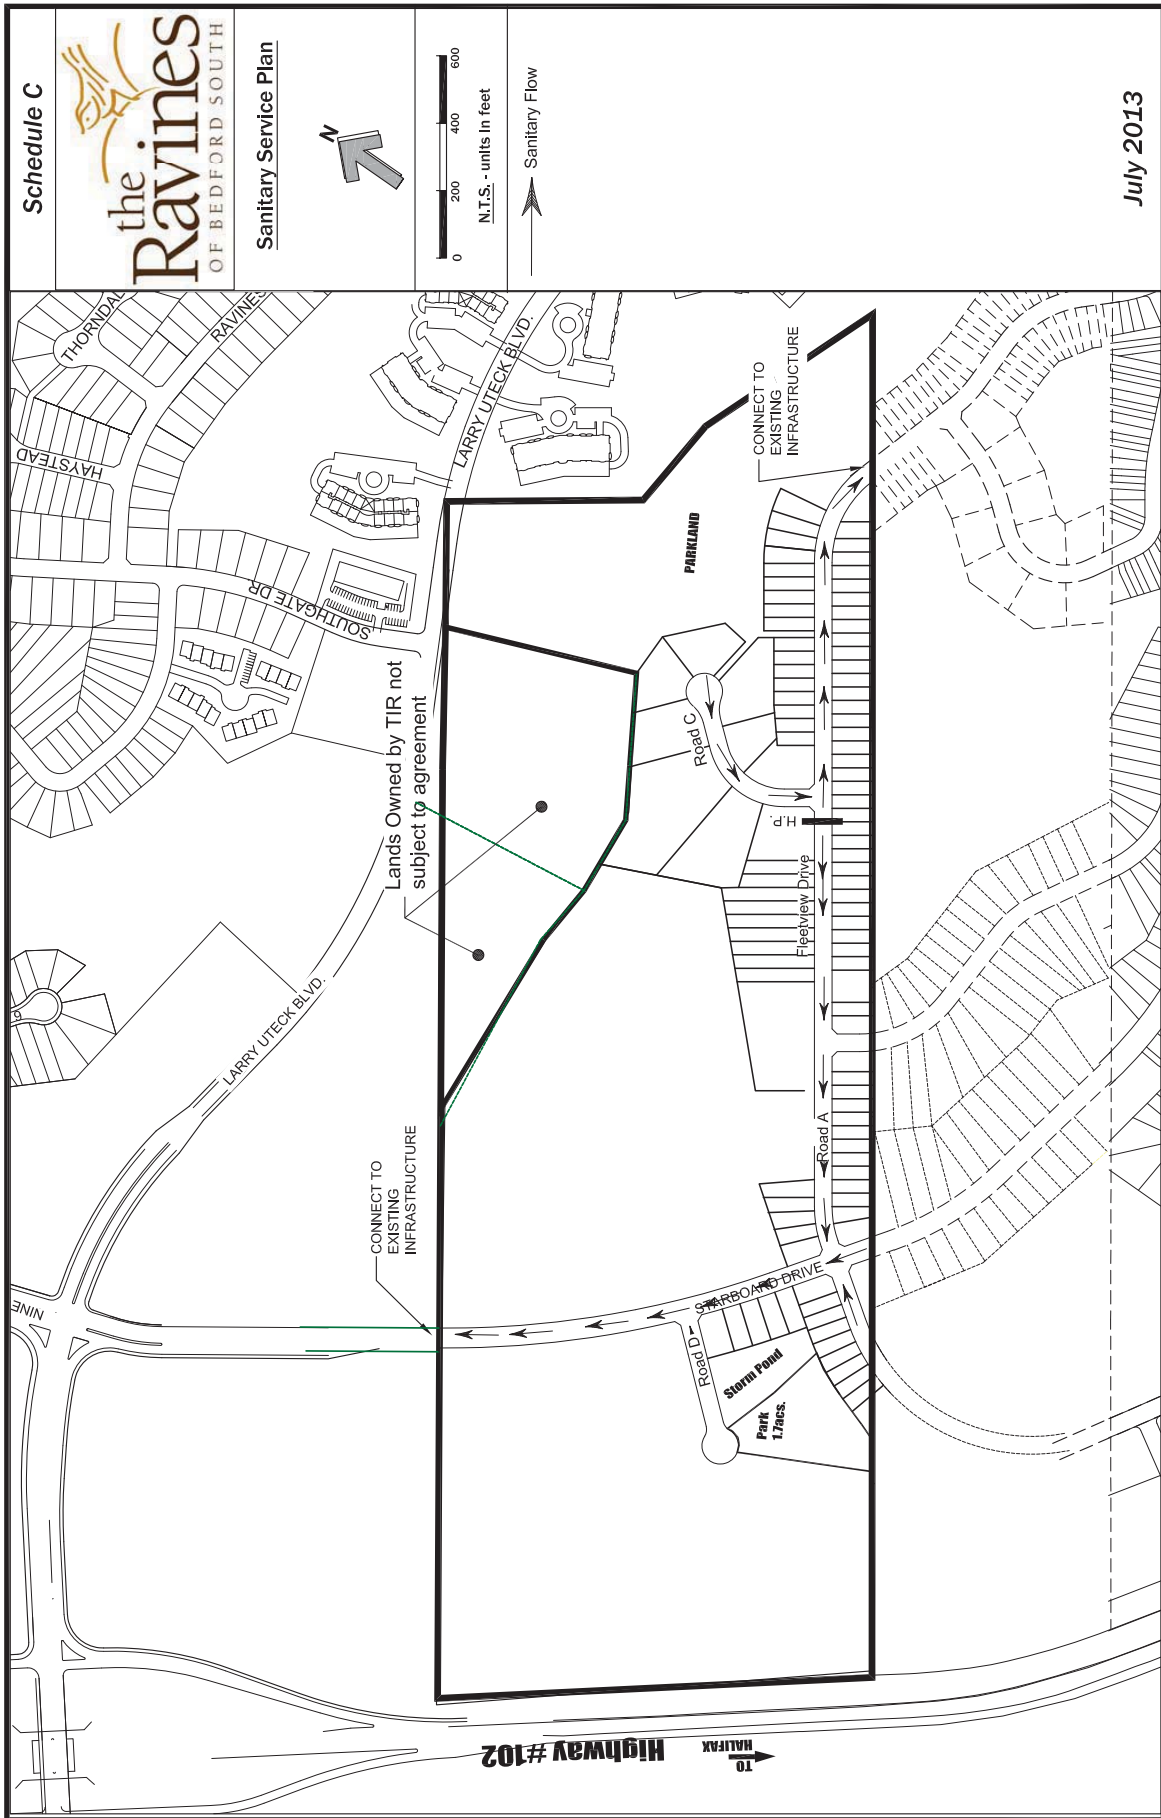 Schedule C
the
Ravines
OF BEDFORD SOUTH
Sanitary Service Plan
N
0 200 400 600
N.T.S. - units In feet
Sanitary Flow
July 2013
THORNDAL
RAVINES
HAYSTEAD
SOUTHGATE DR
LARRY UTECK BLVD.
CONNECT TO
EXISTING
INFRASTRUCTURE
PARKLAND
Lands Owned by TIR not
subject to agreement
Road C
H.P.
Fleetview Drive
LARRY UTECK BLVD.
Road A
CONNECT TO
EXISTING
INFRASTRUCTURE
NINE
STARBOARD DRIVE
Road D
Storm Pond
Park
1.7acs.
Highway #102
TO
HALIFAX